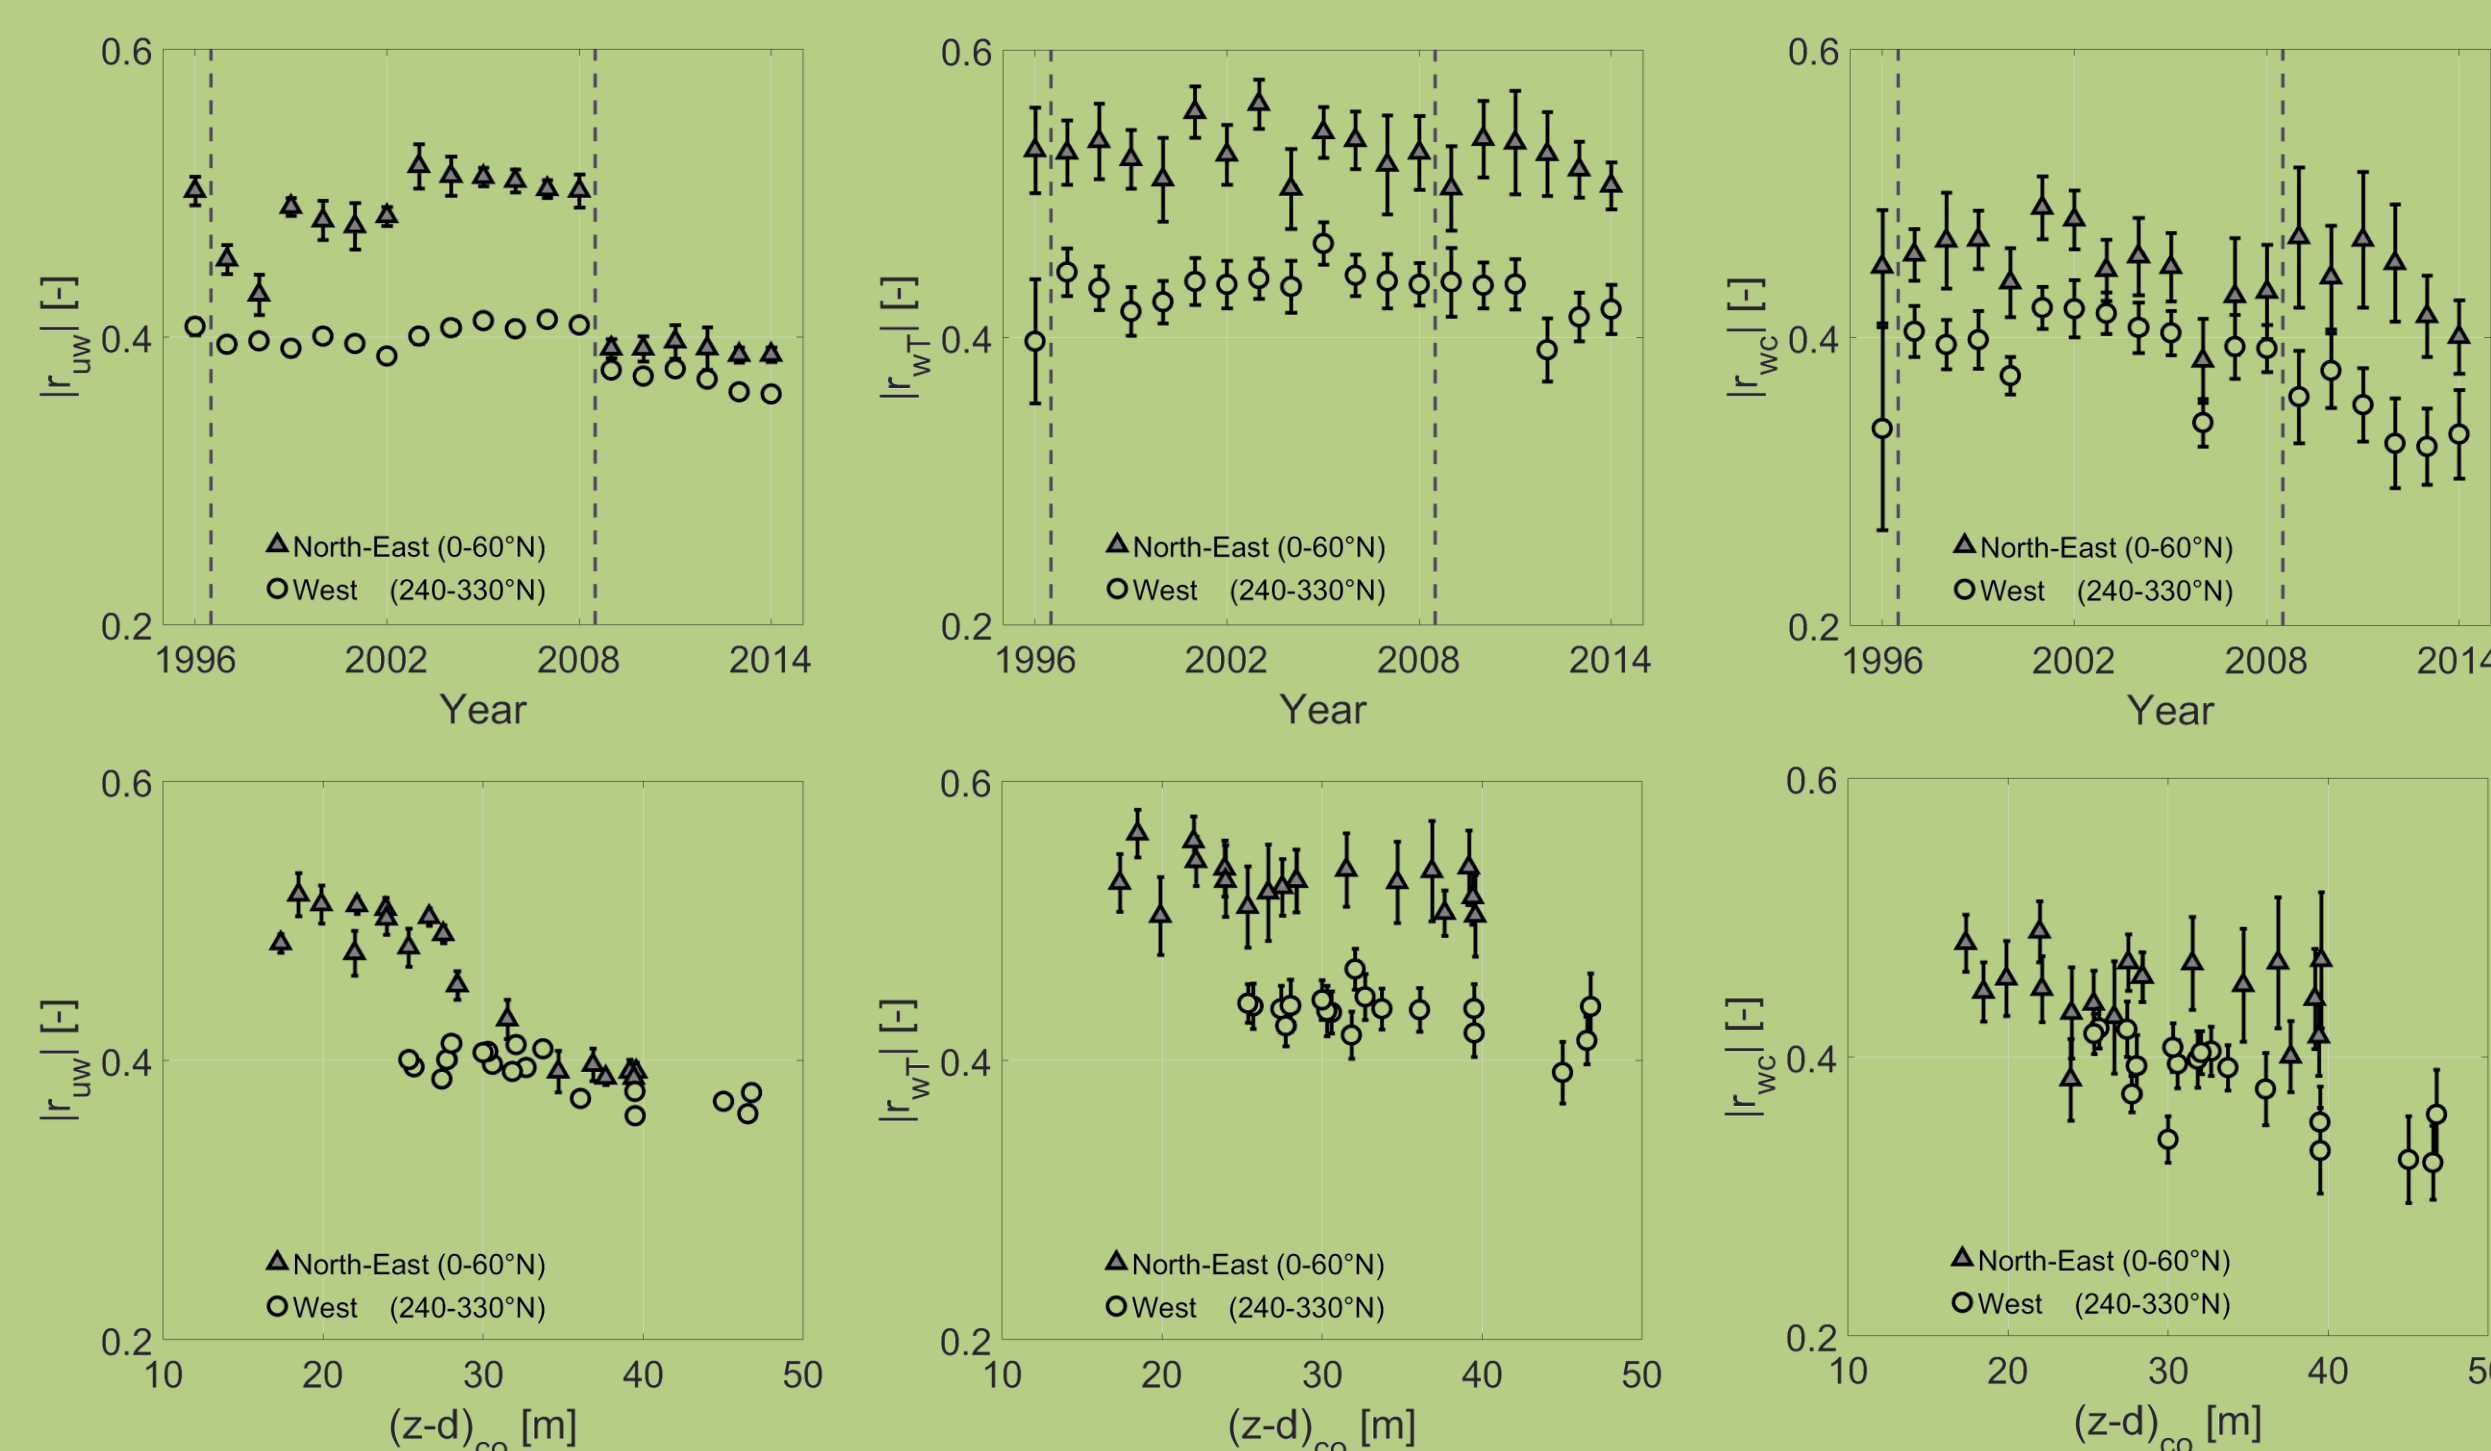 0.6
0.4
0.2
|r_uw| [-]
North-East (0-60°N)
West (240-330°N)
1996 2002 2008 2014
Year
0.6
0.4
0.2
|r_wT| [-]
North-East (0-60°N)
West (240-330°N)
1996 2002 2008 2014
Year
0.6
0.4
0.2
|r_wc| [-]
North-East (0-60°N)
West (240-330°N)
1996 2002 2008 2014
Year
0.6
0.4
0.2
|r_uw| [-]
North-East (0-60°N)
West (240-330°N)
10 20 30 40 50
(z-d)_co [m]
0.6
0.4
0.2
|r_wT| [-]
North-East (0-60°N)
West (240-330°N)
10 20 30 40 50
(z-d)_co [m]
0.6
0.4
0.2
|r_wc| [-]
North-East (0-60°N)
West (240-330°N)
10 20 30 40
(z-d)_co [m]